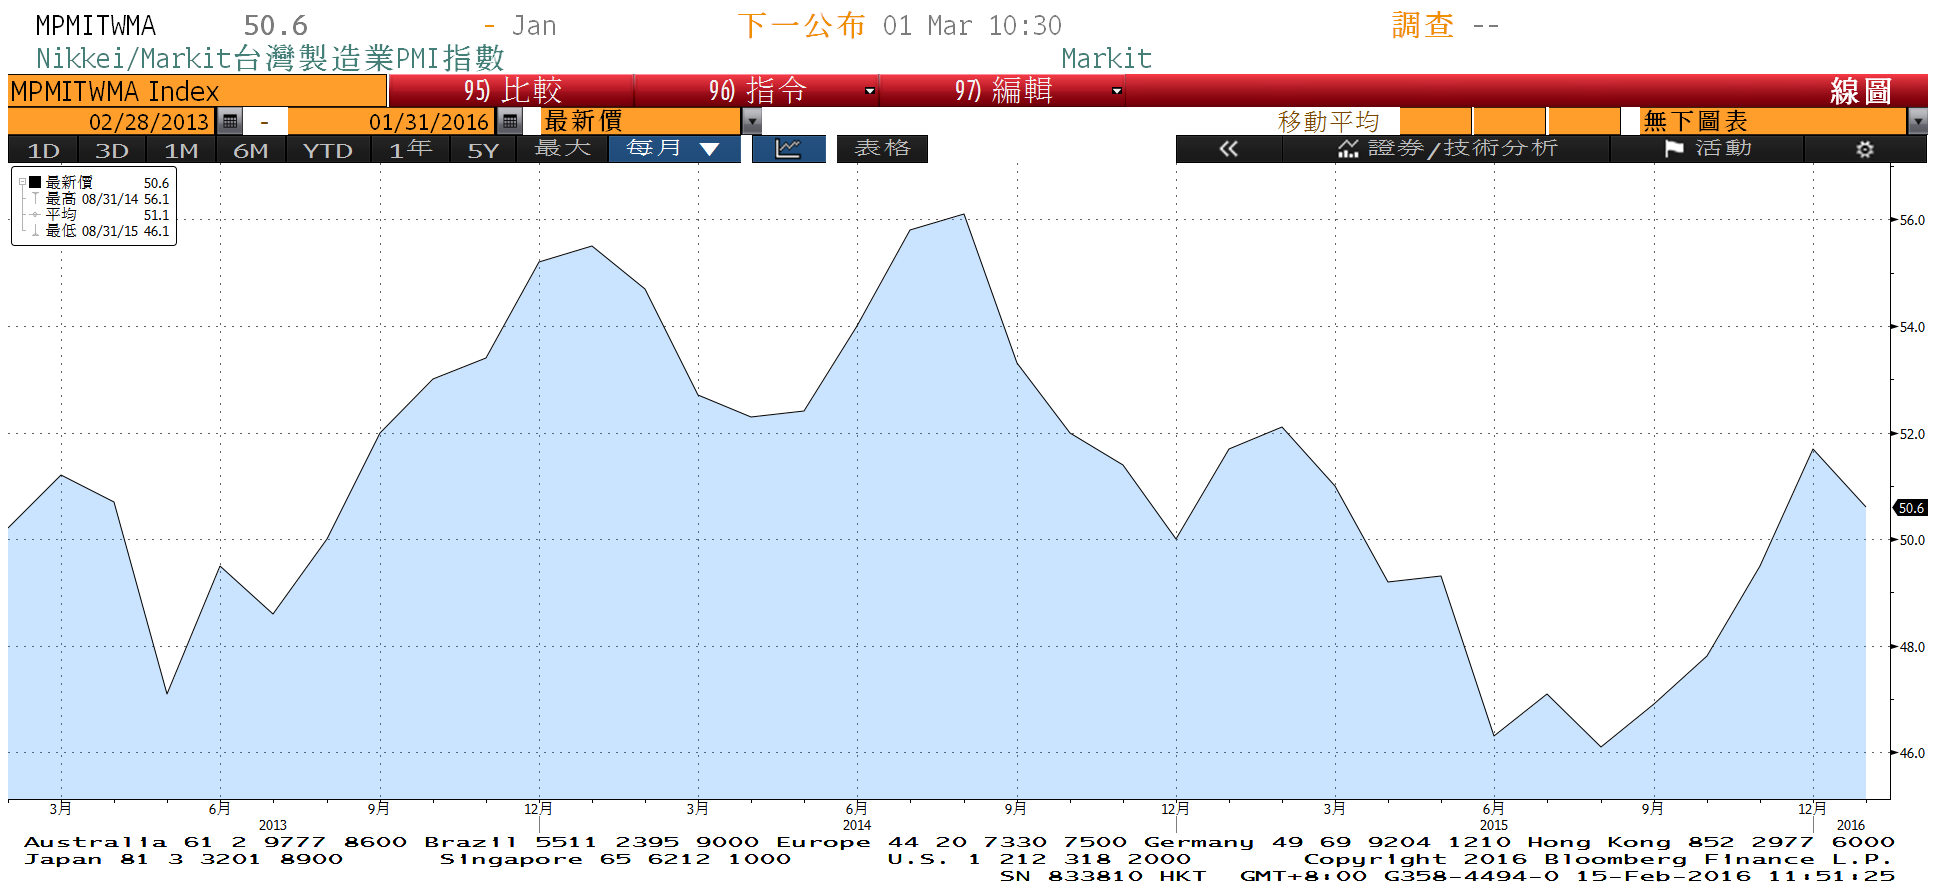 MPMITWMA 50.6 - Jan 下一公布 01 Mar 10:30 調查 --
Nikkei/Markit台灣製造業PMI指數 Markit
MPMITWMA Index 95) 比較 96) 指令 97) 編輯 線圖
02/28/2013 - 01/31/2016 最新價 移動平均 無下圖表
1D 3D 1M 6M YTD 1年 5Y 最大 每月 ▼ 表格 « 證券/技術分析 活動
最新價 50.6
最高 08/31/14 56.1
平均 51.1
最低 08/31/15 46.1
56.0
54.0
52.0
50.6
50.0
48.0
46.0
3月 6月 9月 12月 3月 6月 9月 12月 3月 6月 9月 12月
2013 2014 2015 2016
Australia 61 2 9777 8600 Brazil 5511 2395 9000 Europe 44 20 7330 7500 Germany 49 69 9204 1210 Hong Kong 852 2977 6000
Japan 81 3 3201 8900 Singapore 65 6212 1000 U.S. 1 212 318 2000 Copyright 2016 Bloomberg Finance L.P.
SN 833810 HKT GMT+8:00 G358-4494-0 15-Feb-2016 11:51:25